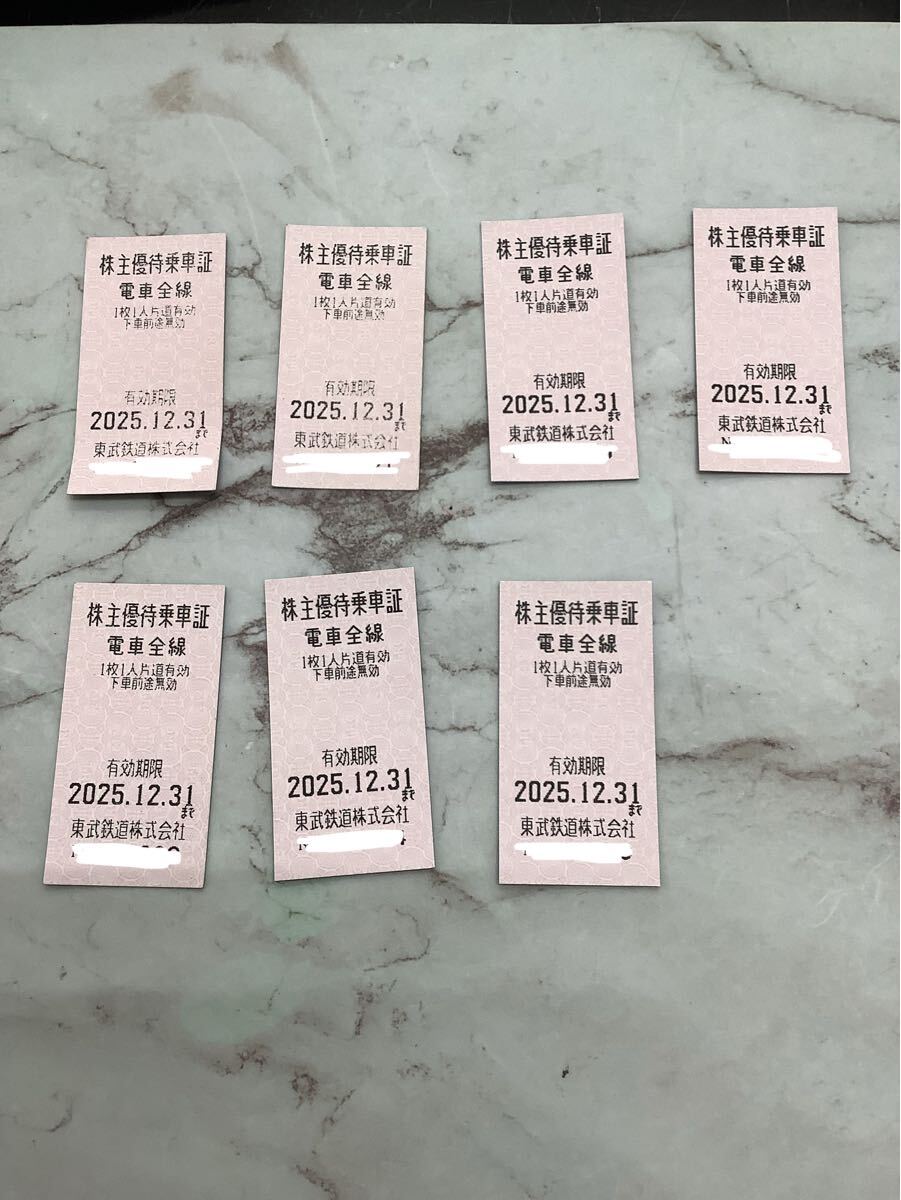 株主優待乗車証
電車全線
1枚1人片道有効
下車前途無効
有効期限
2025.12.31まで
東武鉄道株式会社
株主優待乗車証
電車全線
1枚1人片道有効
下車前途無効
有効期限
2025.12.31まで
東武鉄道株式会社
株主優待乗車証
電車全線
1枚1人片道有効
下車前途無効
有効期限
2025.12.31まで
東武鉄道株式会社
株主優待乗車証
電車全線
1枚1人片道有効
下車前途無効
有効期限
2025.12.31まで
東武鉄道株式会社
N
株主優待乗車証
電車全線
1枚1人片道有効
下車前途無効
有効期限
2025.12.31まで
東武鉄道株式会社
株主優待乗車証
電車全線
1枚1人片道有効
下車前途無効
有効期限
2025.12.31まで
東武鉄道株式会社
株主優待乗車証
電車全線
1枚1人片道有効
下車前途無効
有効期限
2025.12.31まで
東武鉄道株式会社